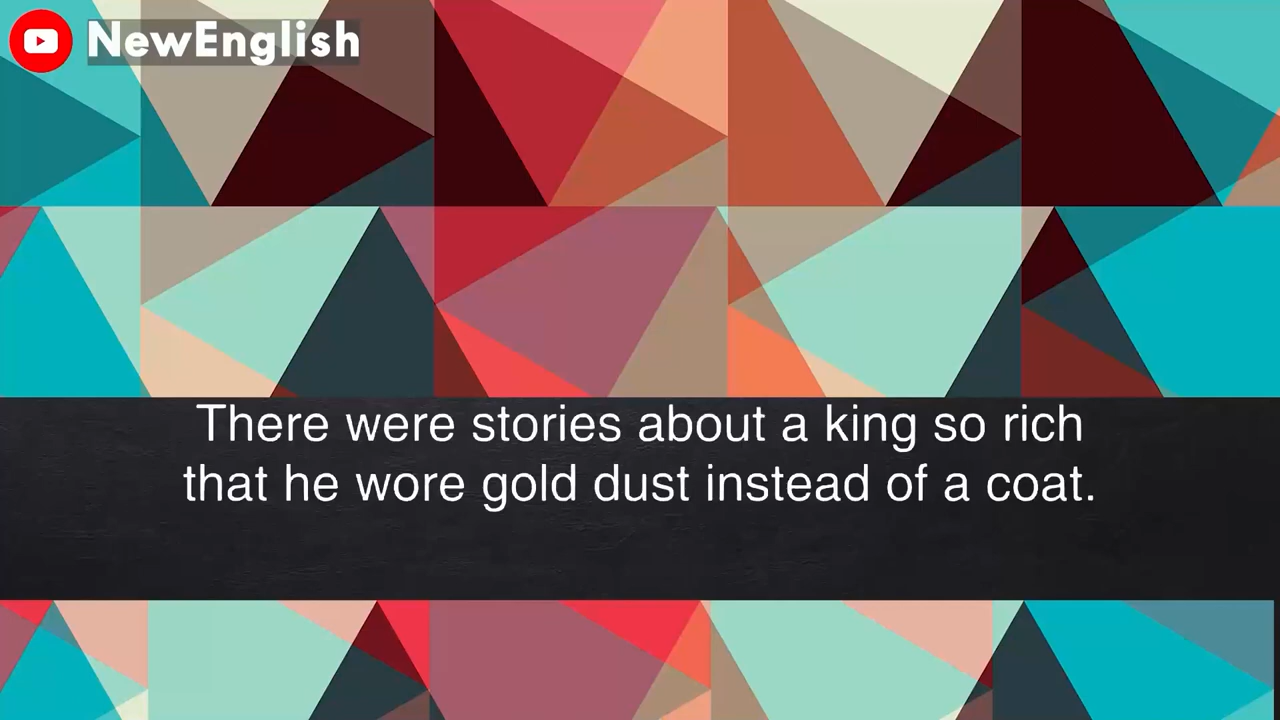 NewEnglish
There were stories about a king so rich
that he wore gold dust instead of a coat.